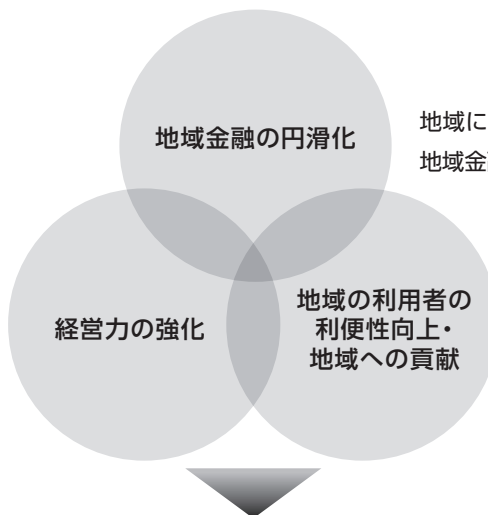 地域金融の円滑化
地域に
地域金
経営力の強化
地域の利用者の
利便性向上・
地域への貢献